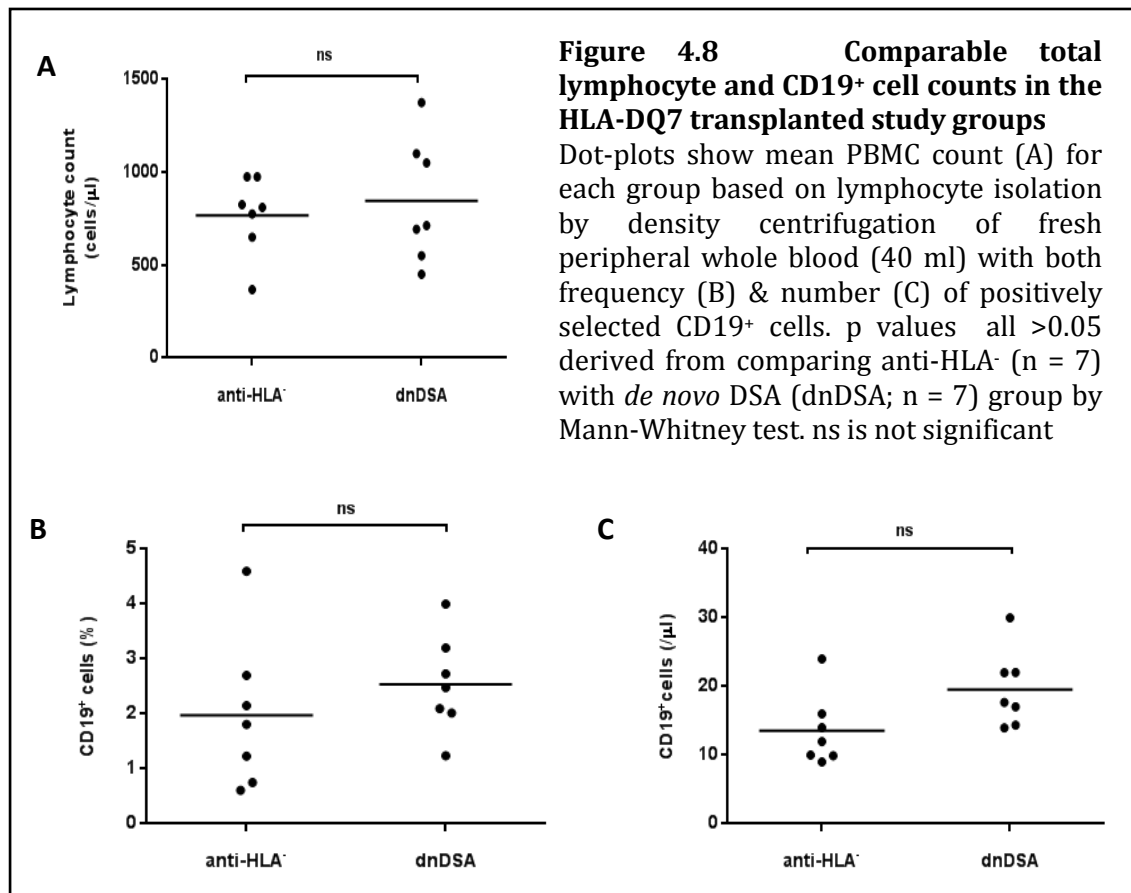 A
ns
1500
1000
500
0
Lymphocyte count
(cells/µl)
anti-HLA-
dnDSA
Figure 4.8 Comparable total
lymphocyte and CD19+ cell counts in the
HLA-DQ7 transplanted study groups
Dot-plots show mean PBMC count (A) for
each group based on lymphocyte isolation
by density centrifugation of fresh
peripheral whole blood (40 ml) with both
frequency (B) & number (C) of positively
selected CD19+ cells. p values all >0.05
derived from comparing anti-HLA- (n = 7)
with de novo DSA (dnDSA; n = 7) group by
Mann-Whitney test. ns is not significant
B
ns
5
4
3
2
1
0
CD19+ cells (%)
anti-HLA-
dnDSA
C
ns
40
30
20
10
0
CD19+ cells (/µl)
anti-HLA-
dnDSA